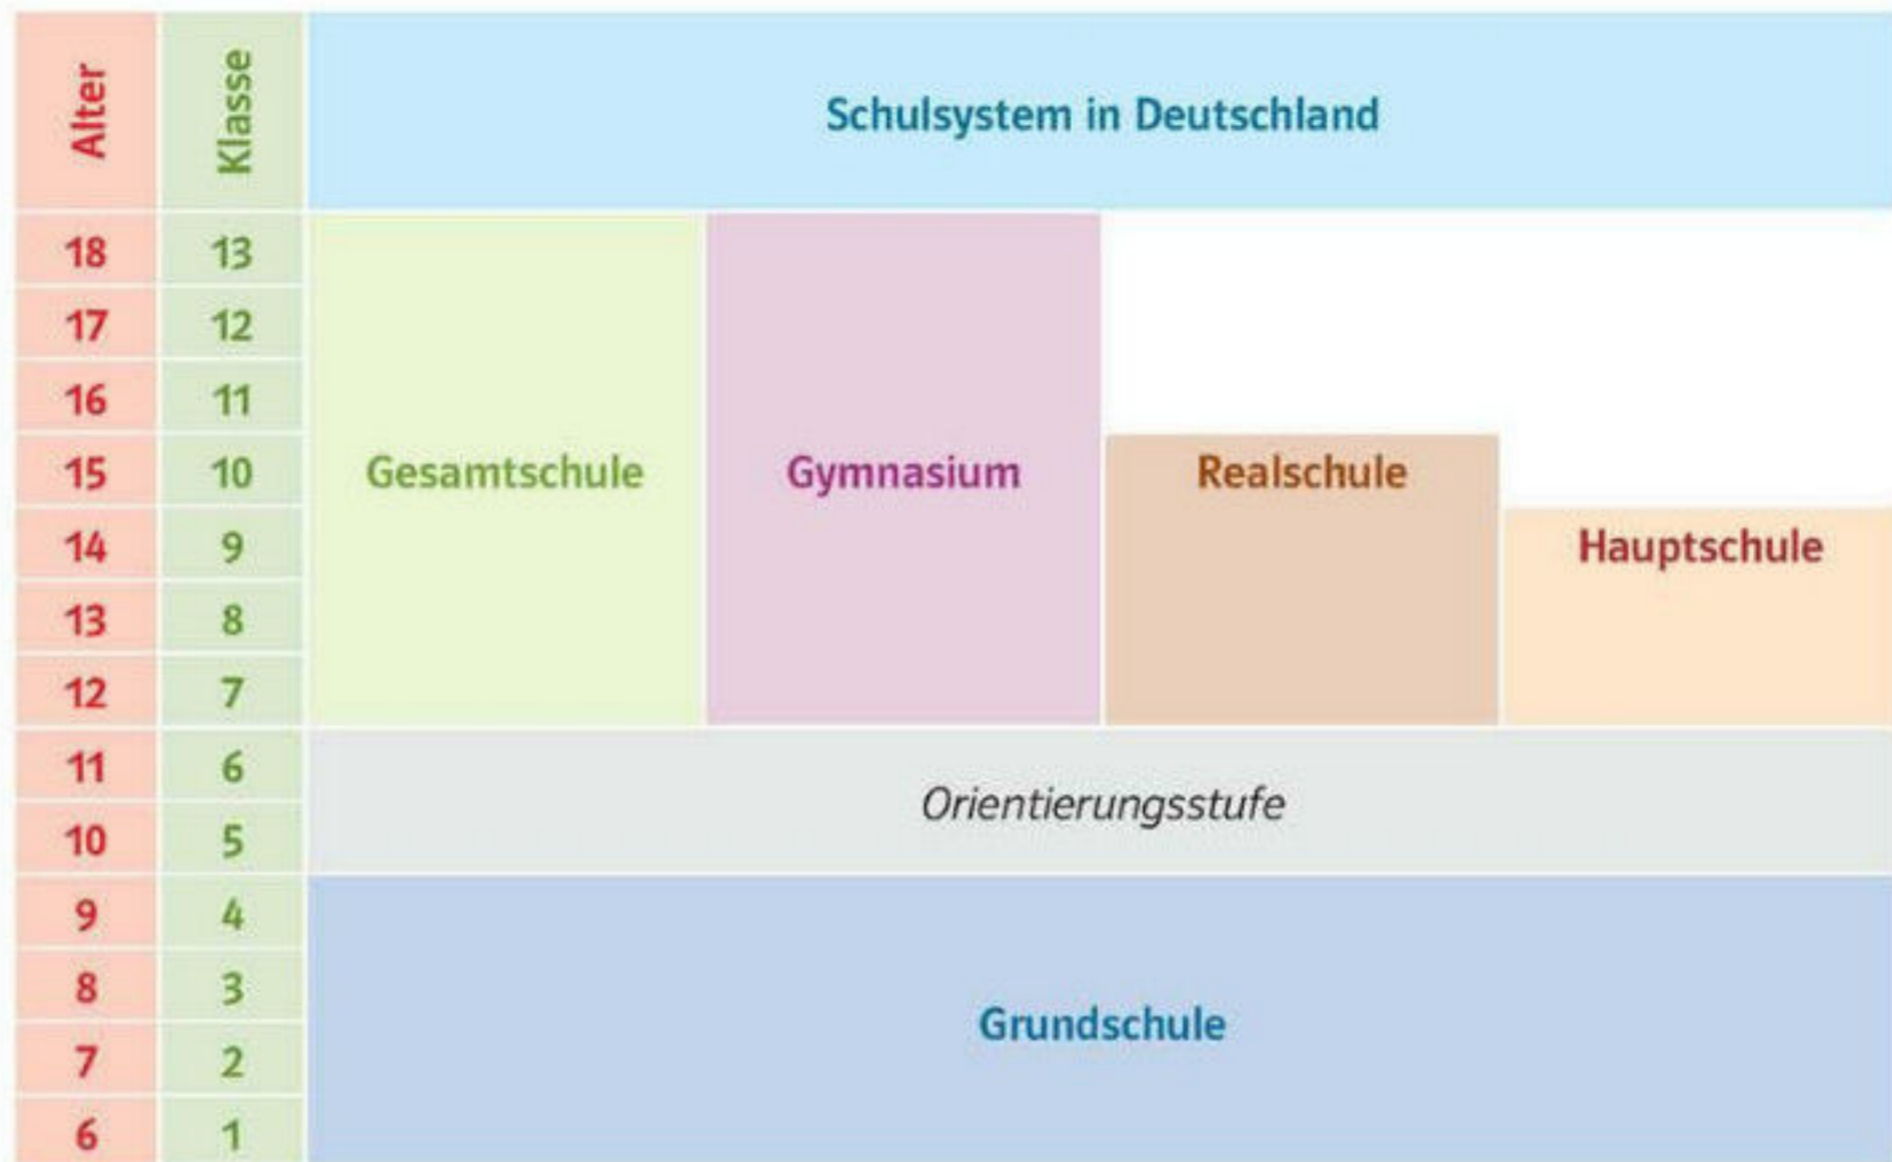 Alter Klasse Schulsystem in Deutschland
18 13
17 12
16 11
15 10 Gesamtschule Gymnasium Realschule
14 9 Hauptschule
13 8
12 7
11 6
Orientierungsstufe
10 5
9 4
8 3
Grundschule
7 2
6 1